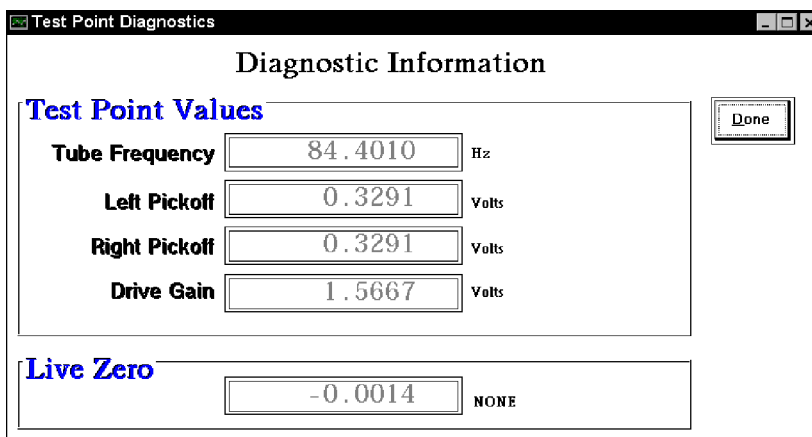 Test Point Diagnostics
Diagnostic Information
Test Point Values
Done
Tube Frequency 84.4010 Hz
Left Pickoff 0.3291 Volts
Right Pickoff 0.3291 Volts
Drive Gain 1.5667 Volts
Live Zero
-0.0014 NONE